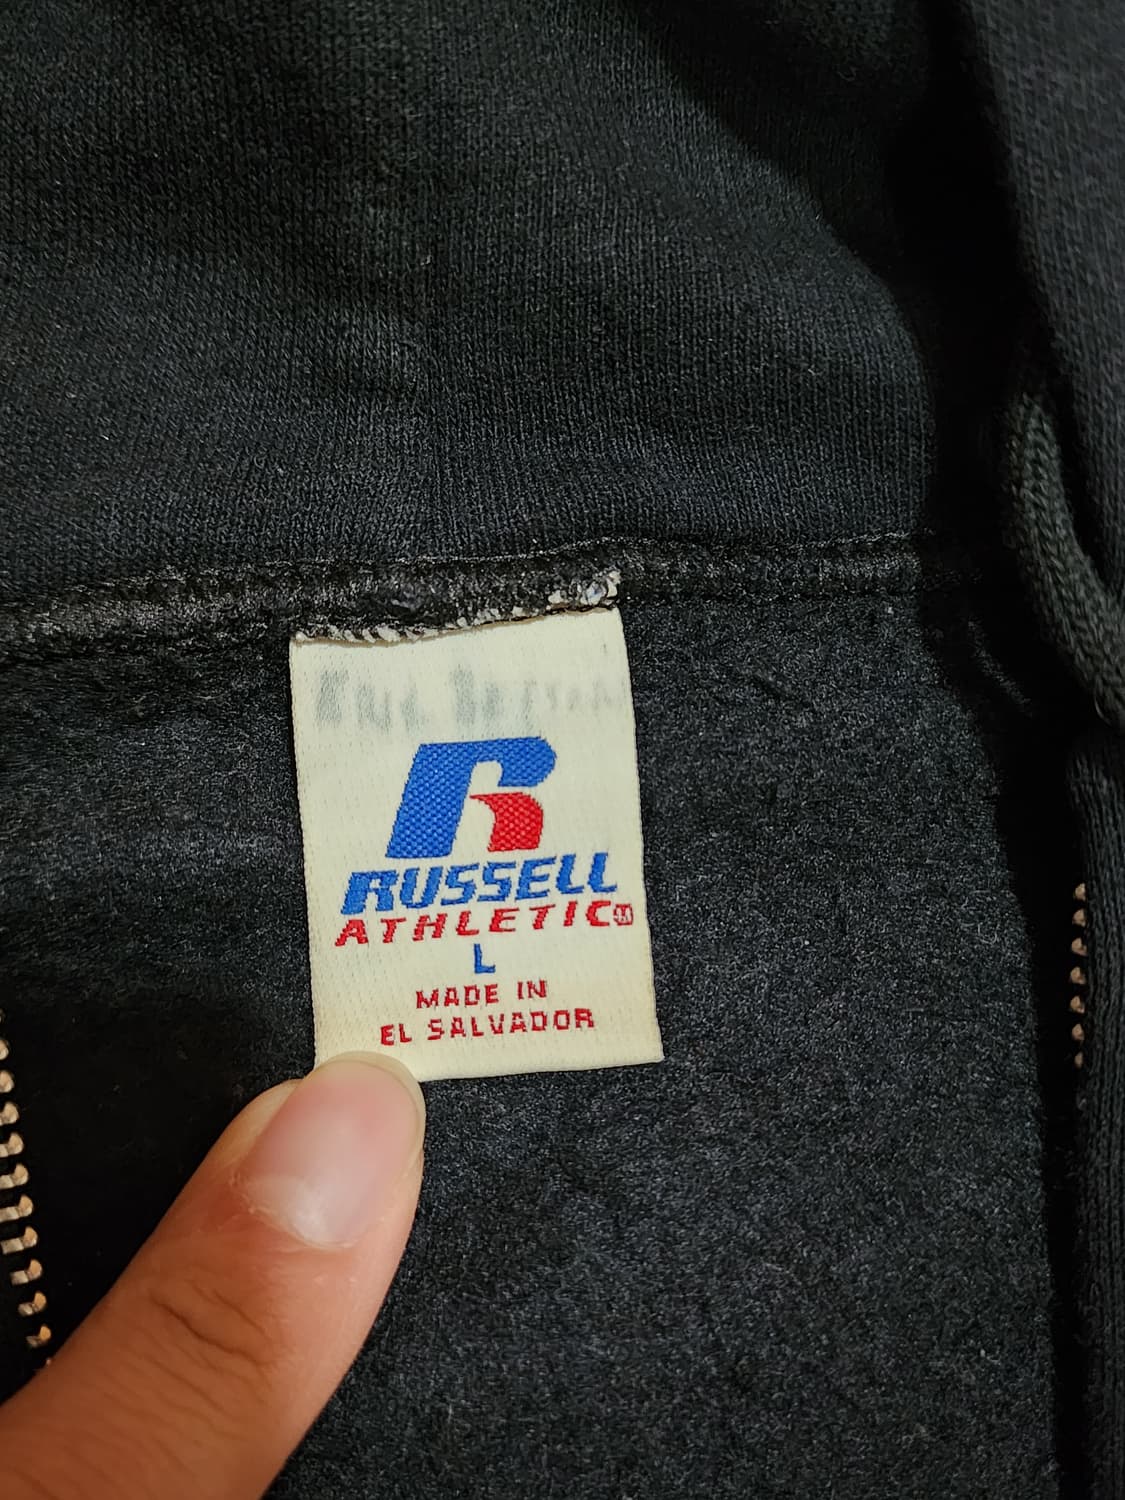 RUSSELL
ATHLETIC
L
MADE IN
EL SALVADOR